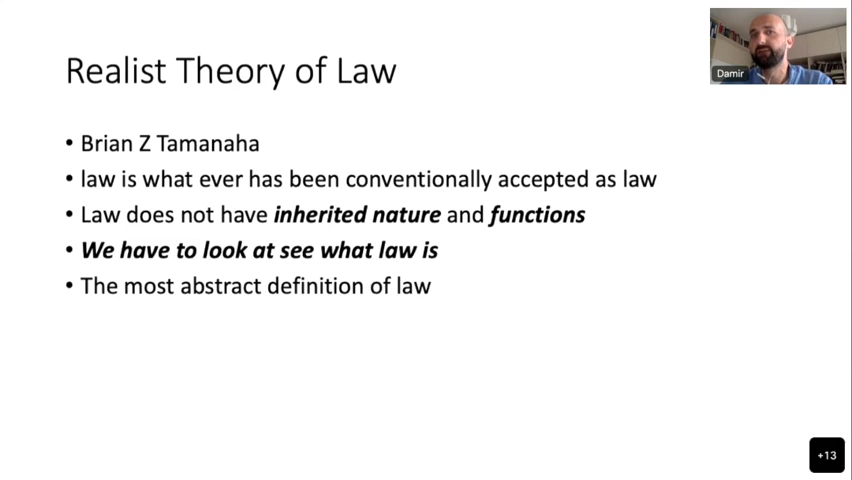 Realist Theory of Law
Damir
• Brian Z Tamanaha
• law is what ever has been conventionally accepted as law
• Law does not have inherited nature and functions
• We have to look at see what law is
• The most abstract definition of law
+13